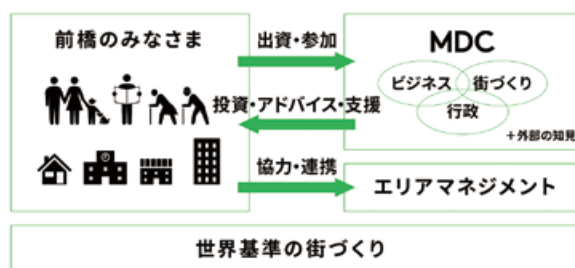 前橋のみなさま
出資・参加
MDC
ビジネス
街づくり
行政
+外部の知見
投資・アドバイス・支援
協力・連携
エリアマネジメント
世界基準の街づくり